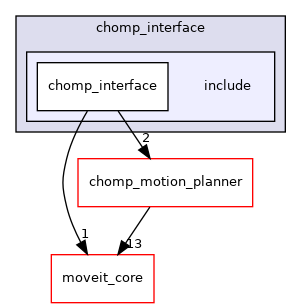 chomp_interface
chomp_interface
include
2
chomp_motion_planner
1
13
moveit_core